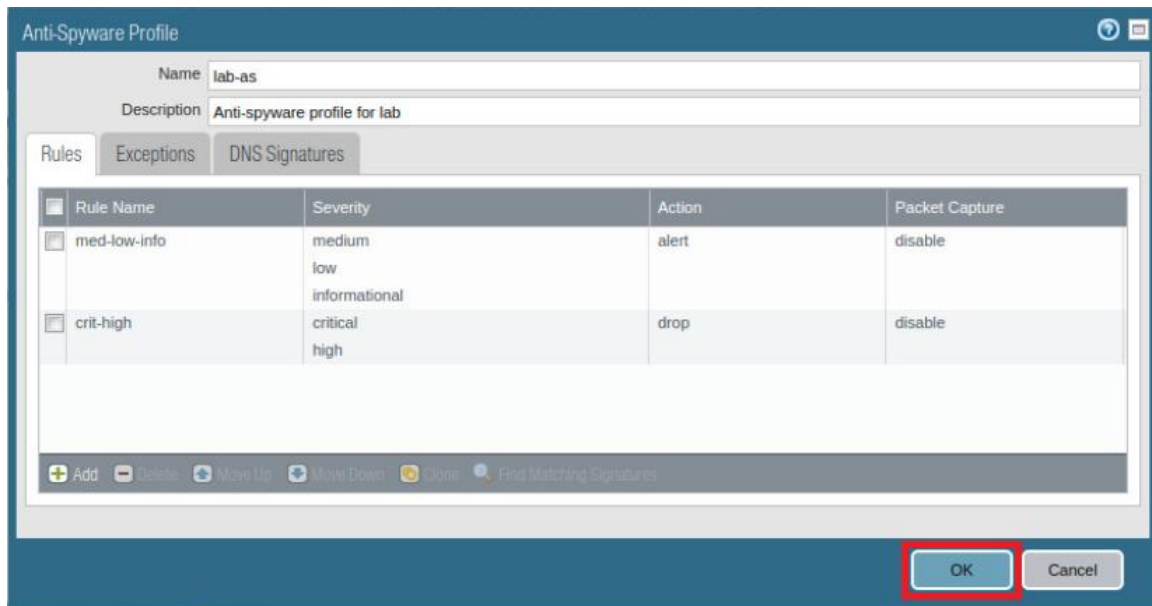 Anti-Spyware Profile
Name lab-as
Description Anti-spyware profile for lab
Rules Exceptions DNS Signatures
Rule Name Severity Action Packet Capture
med-low-info medium alert disable
low
informational
crit-high critical drop disable
high
Add Delete Move Up Move Down Clone Find Matching Signatures
OK Cancel